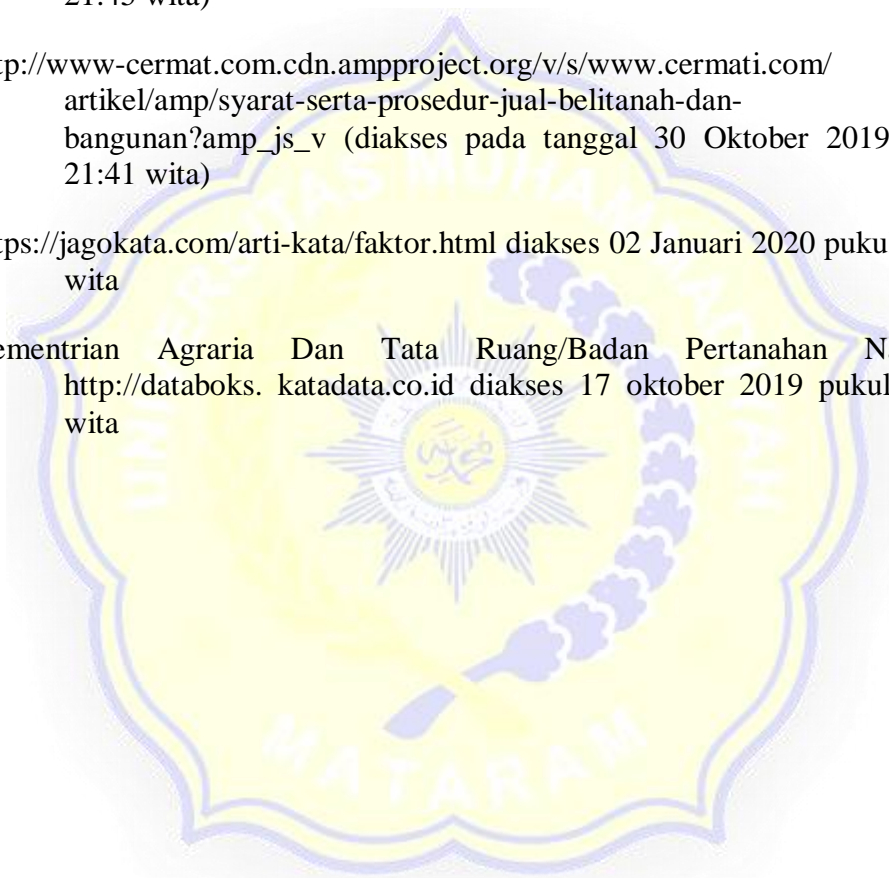 21:45 wita)
tp://www-cermat.com.cdn.ampproject.org/v/s/www.cermati.com/
artikel/amp/syarat-serta-prosedur-jual-belitanah-dan-
bangunan?amp_js_v (diakses pada tanggal 30 Oktober 2019
21:41 wita)
tps://jagokata.com/arti-kata/faktor.html diakses 02 Januari 2020 puku
wita
ementrian Agraria Dan Tata Ruang/Badan Pertanahan Na
http://databoks. katadata.co.id diakses 17 oktober 2019 pukul
wita
UNIVERSITAS MUHAMMADIYAH
MATARAM